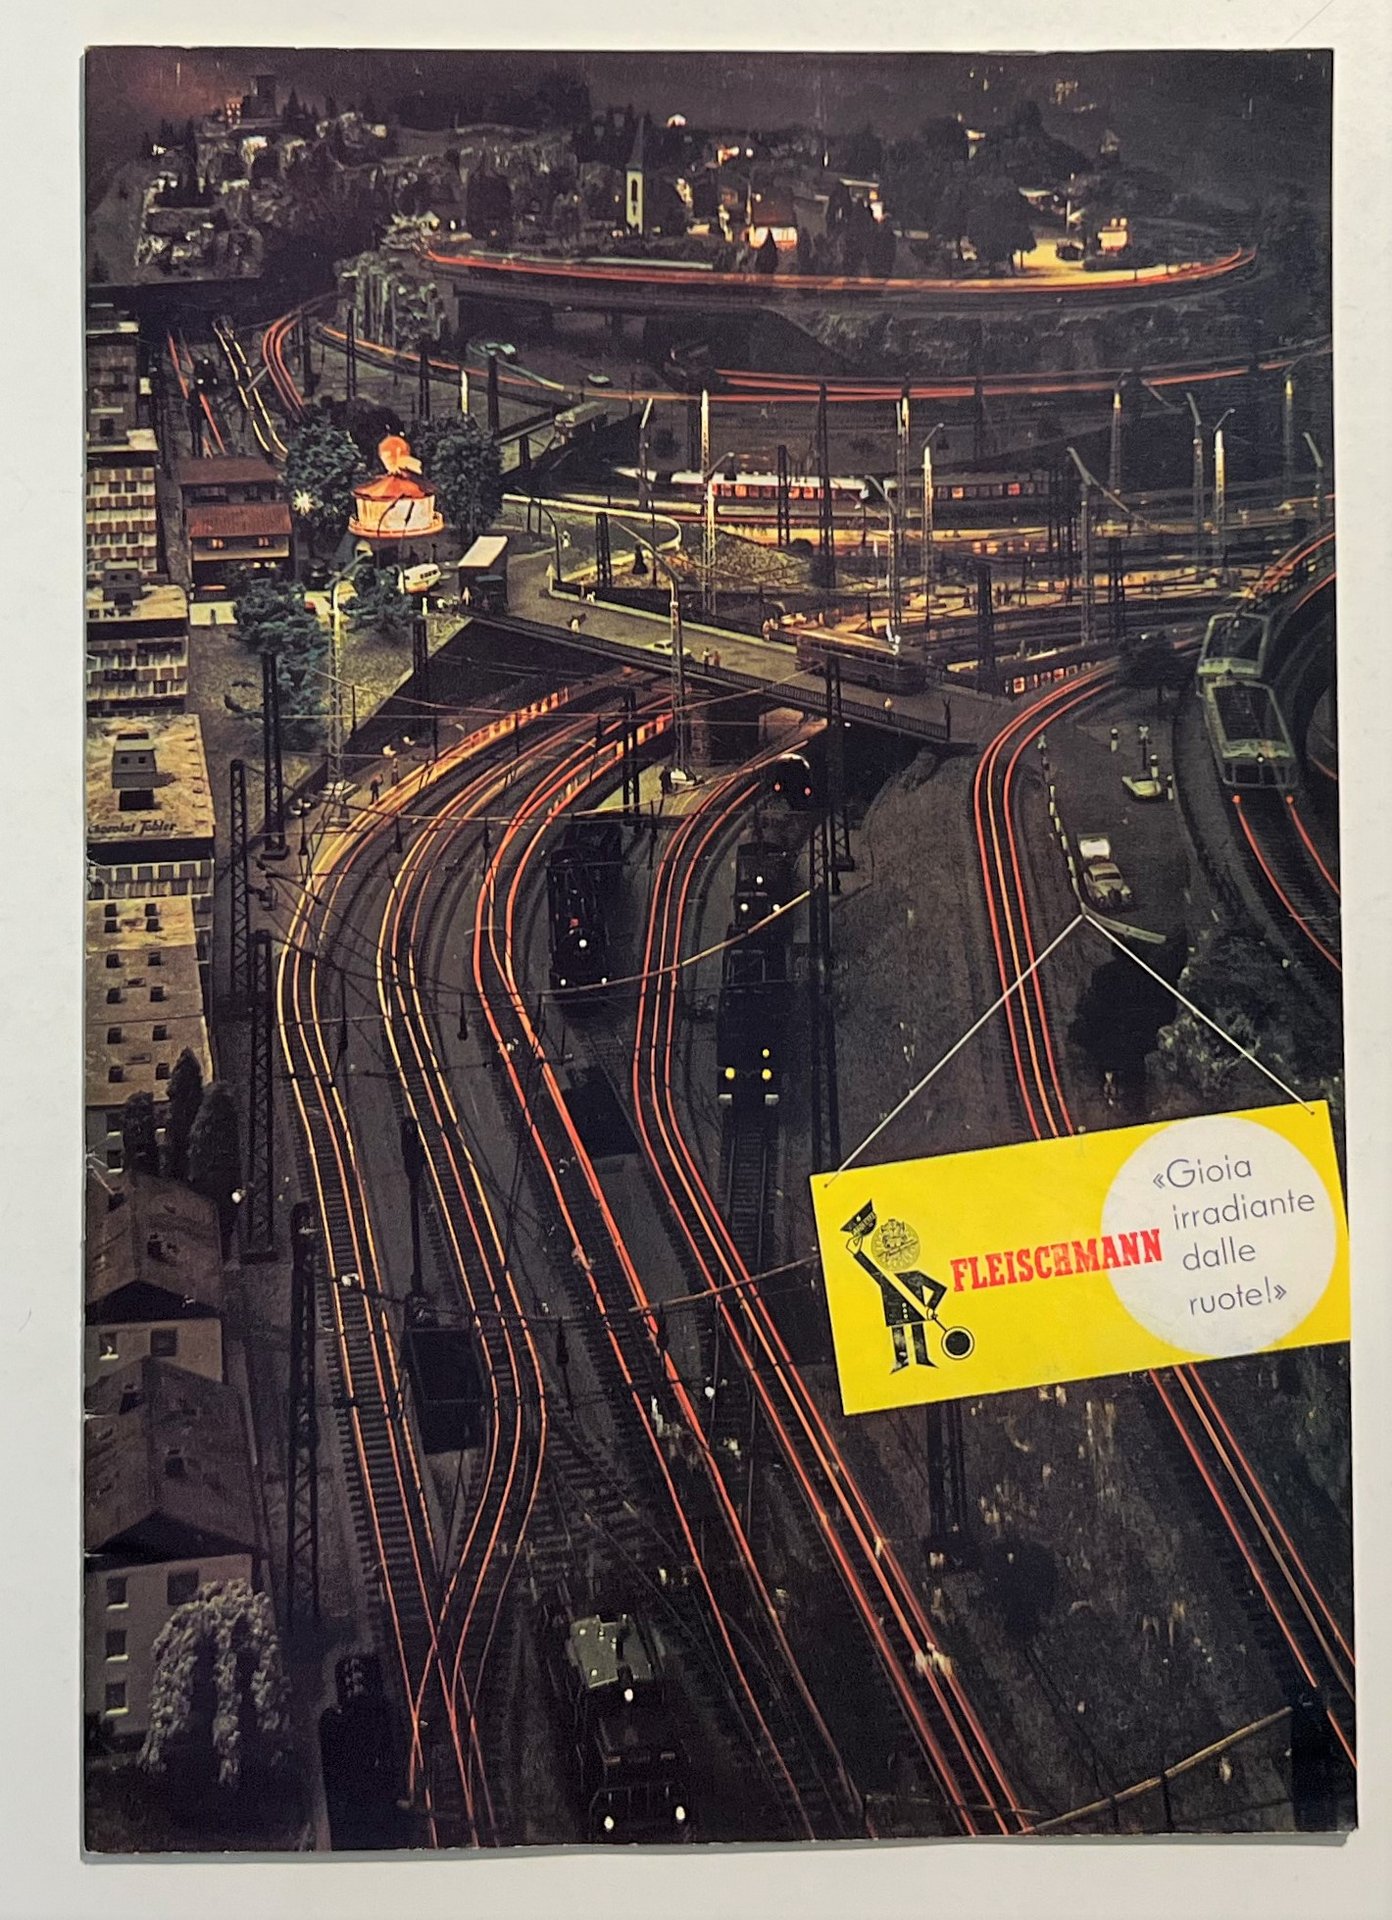 Chocolat Tobler
FLEISCHMANN
«Gioia
irradiante
dalle
ruote!»